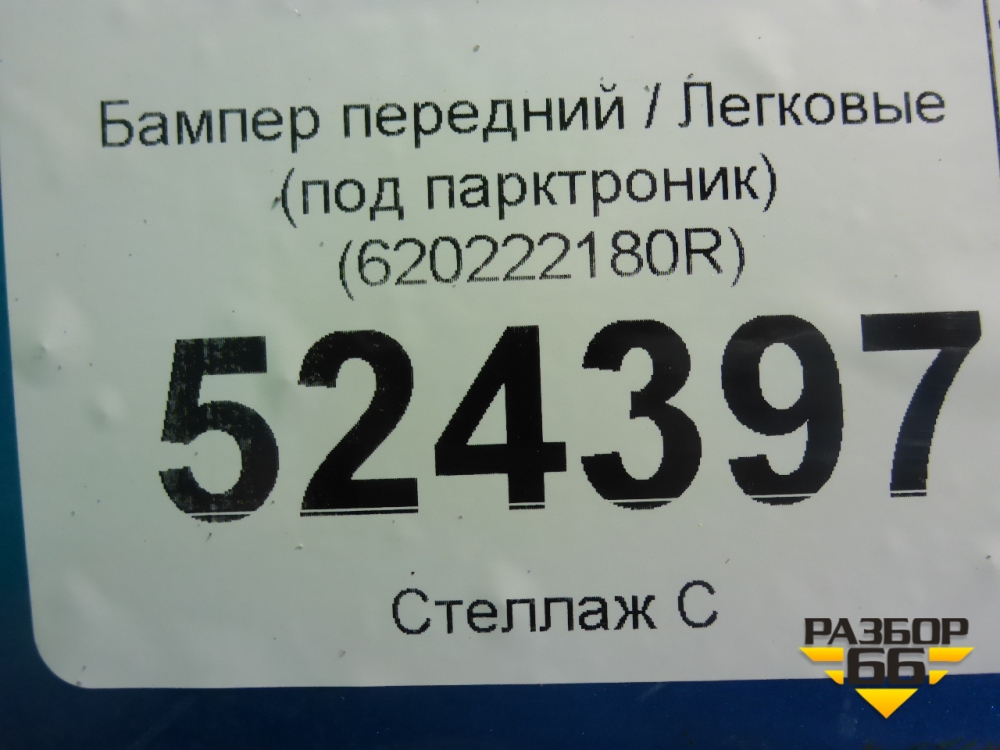 Бампер передний / Легковые
(под парктроник)
(620222180R)
524397
Стеллаж С
РАЗБОР
66